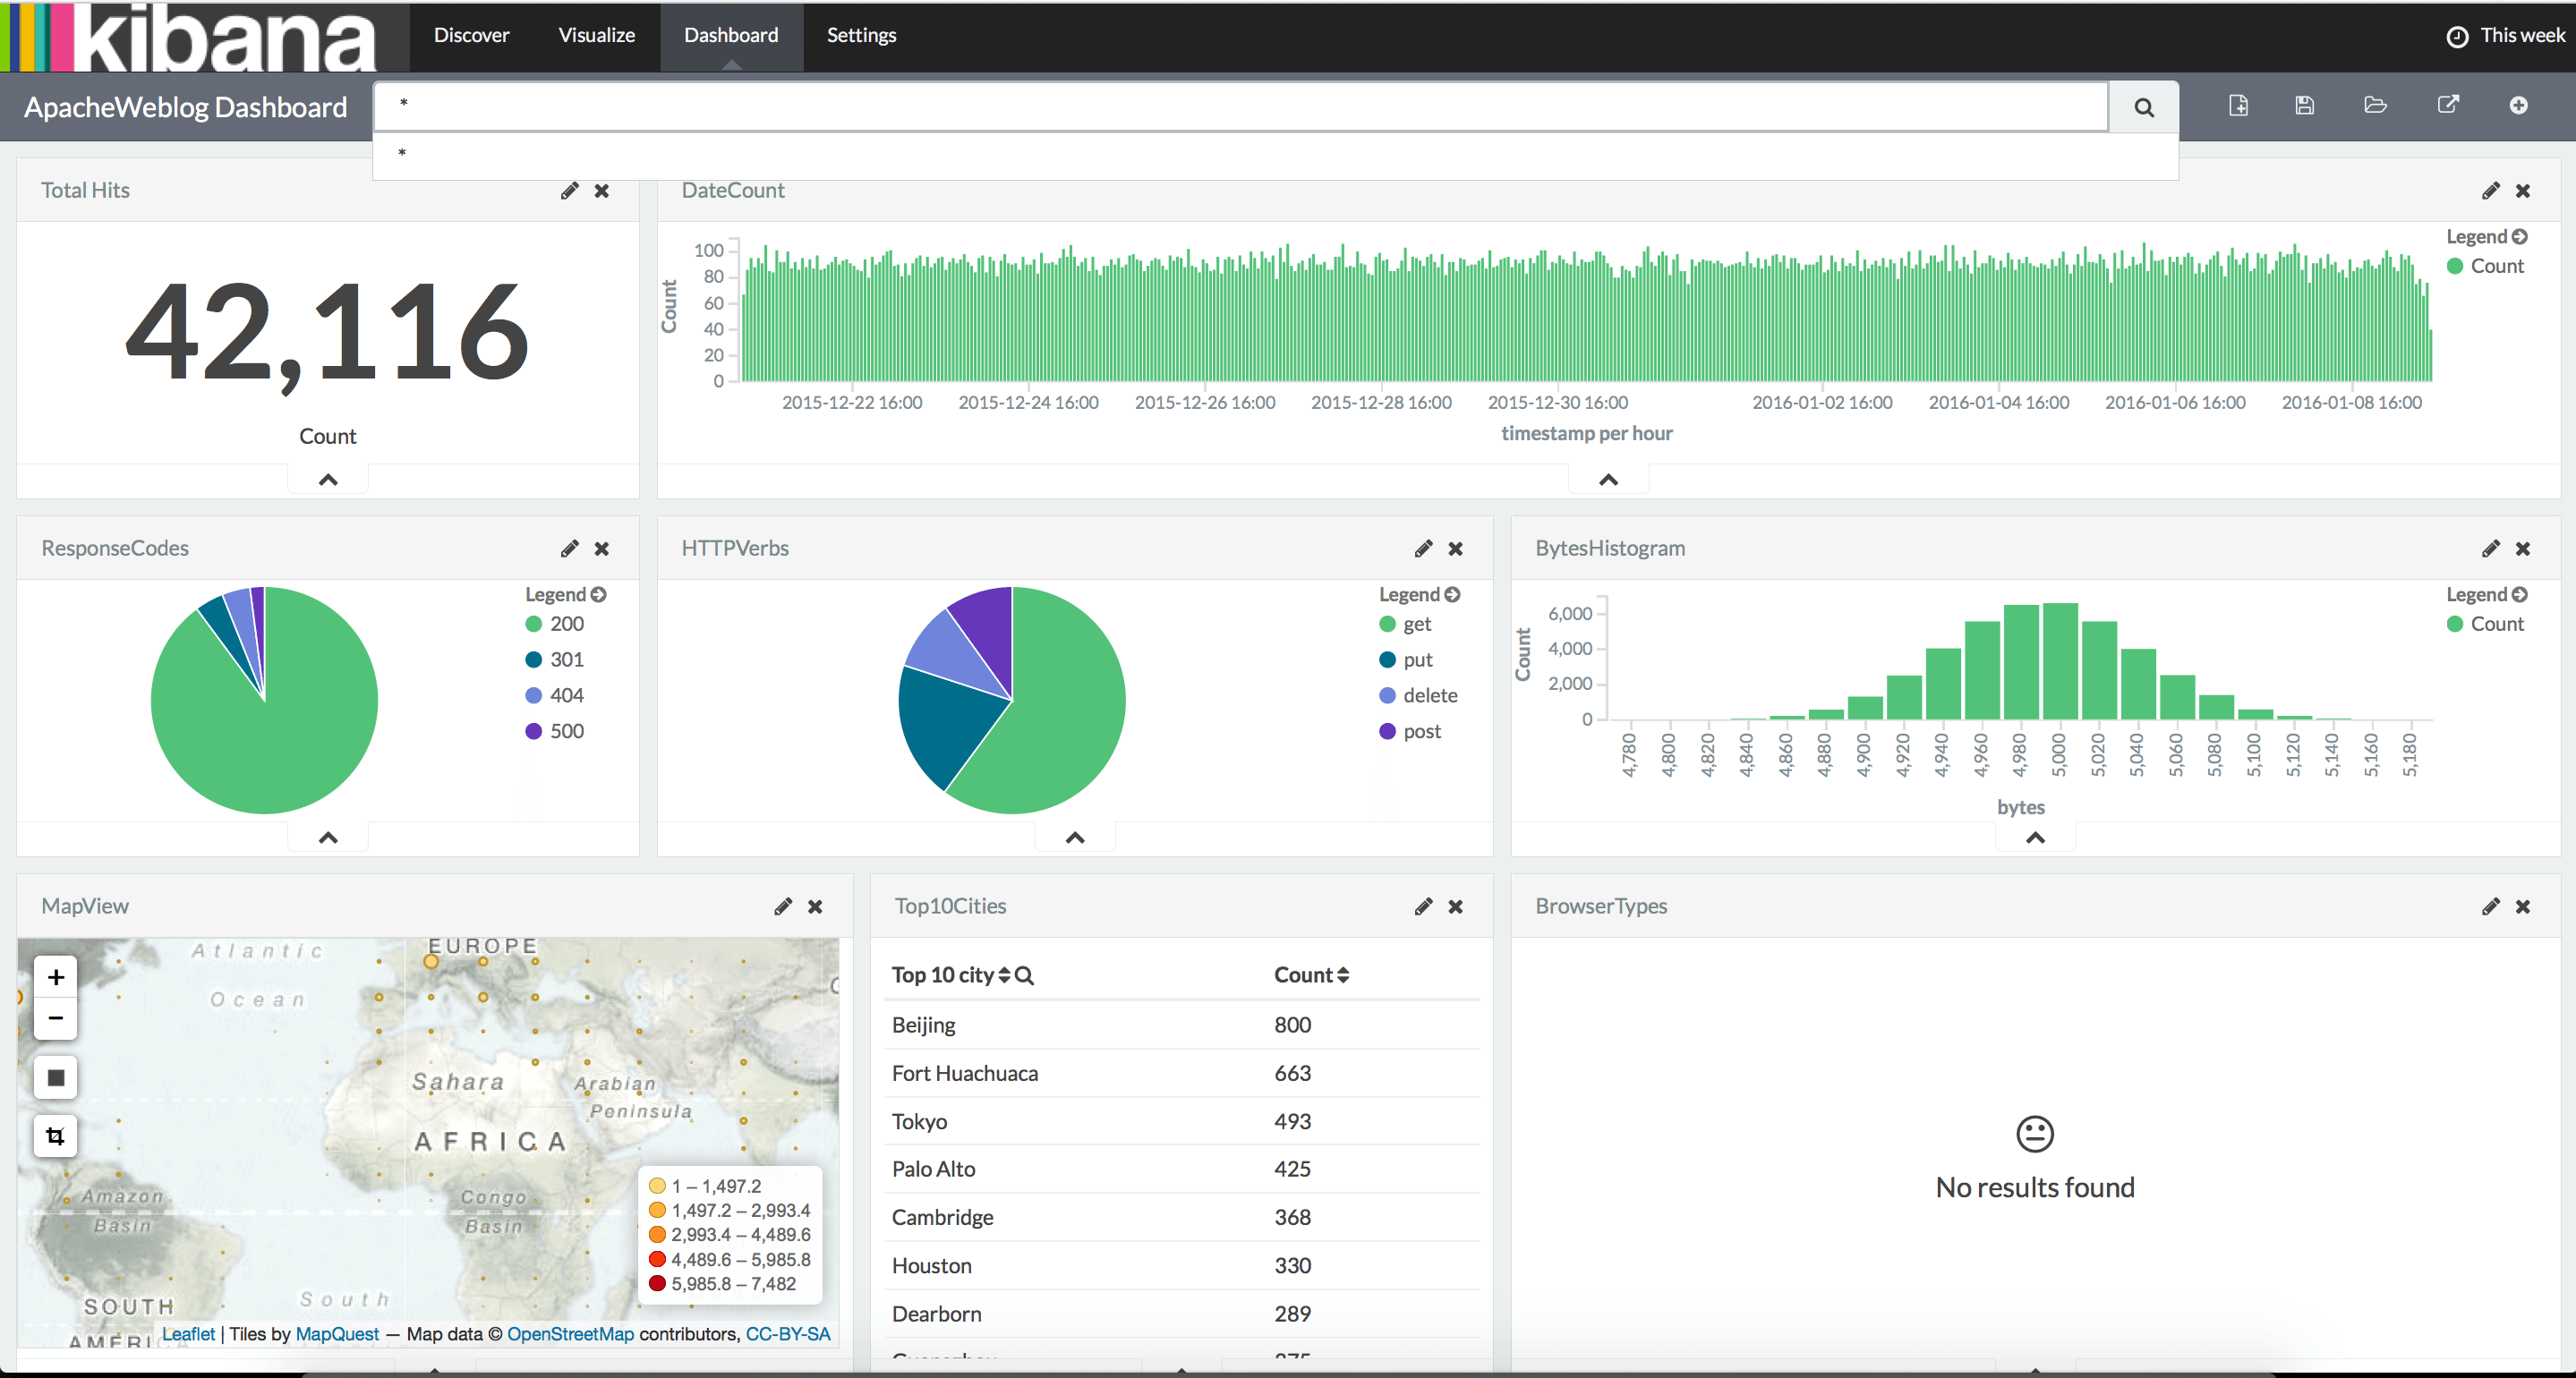 kibana
Discover Visualize Dashboard Settings
This week
ApacheWeblog Dashboard
*
*
Total Hits
42,116
Count
DateCount
Legend
Count
100
80
60
40
20
0
Count
2015-12-22 16:00 2015-12-24 16:00 2015-12-26 16:00 2015-12-28 16:00 2015-12-30 16:00 2016-01-02 16:00 2016-01-04 16:00 2016-01-06 16:00 2016-01-08 16:00
timestamp per hour
ResponseCodes
Legend
200
301
404
500
HTTPVerbs
Legend
get
put
delete
post
BytesHistogram
Legend
Count
6,000
4,000
2,000
0
Count
4,780 4,800 4,820 4,840 4,860 4,880 4,900 4,920 4,940 4,960 4,980 5,000 5,020 5,040 5,060 5,080 5,100 5,120 5,140 5,160 5,180
bytes
MapView
+
−
Atlantic
Ocean
EUROPE
Sahara
Arabian
Peninsula
AFRICA
Amazon
Basin
Congo
Basin
SOUTH
South
1 – 1,497.2
1,497.2 – 2,993.4
2,993.4 – 4,489.6
4,489.6 – 5,985.8
5,985.8 – 7,482
Leaflet | Tiles by MapQuest — Map data © OpenStreetMap contributors, CC-BY-SA
Top10Cities
Top 10 city Count
Beijing 800
Fort Huachuaca 663
Tokyo 493
Palo Alto 425
Cambridge 368
Houston 330
Dearborn 289
BrowserTypes
No results found